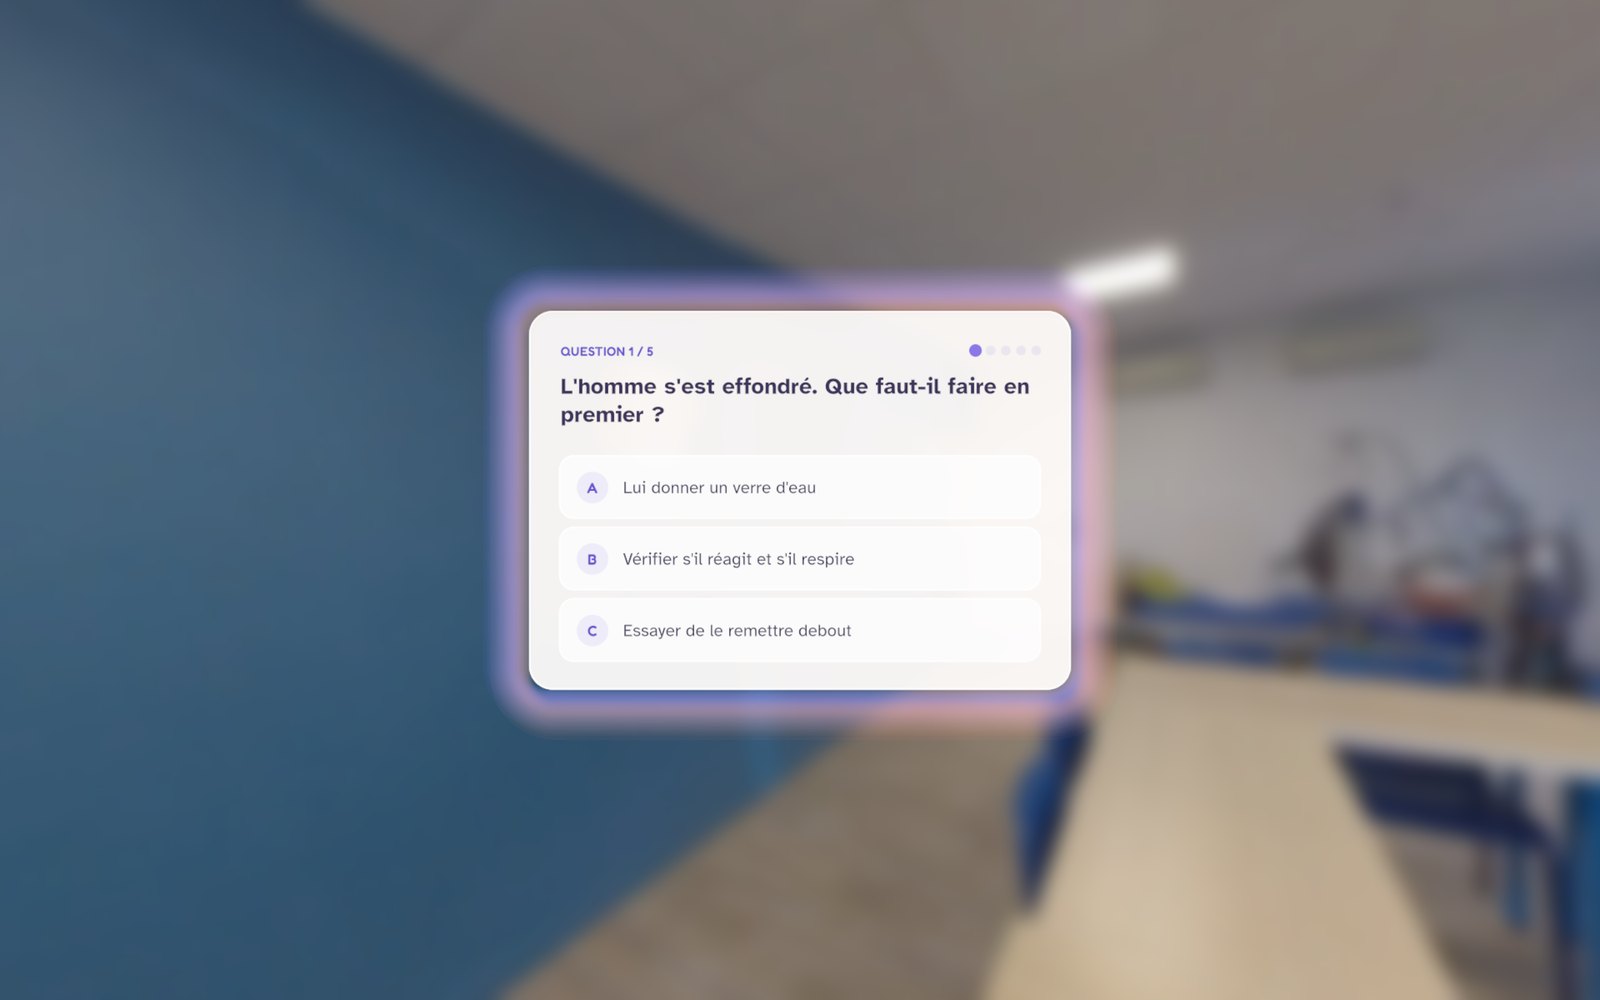 QUESTION 1 / 5
L'homme s'est effondré. Que faut-il faire en
premier ?
A Lui donner un verre d'eau
B Vérifier s'il réagit et s'il respire
C Essayer de le remettre debout